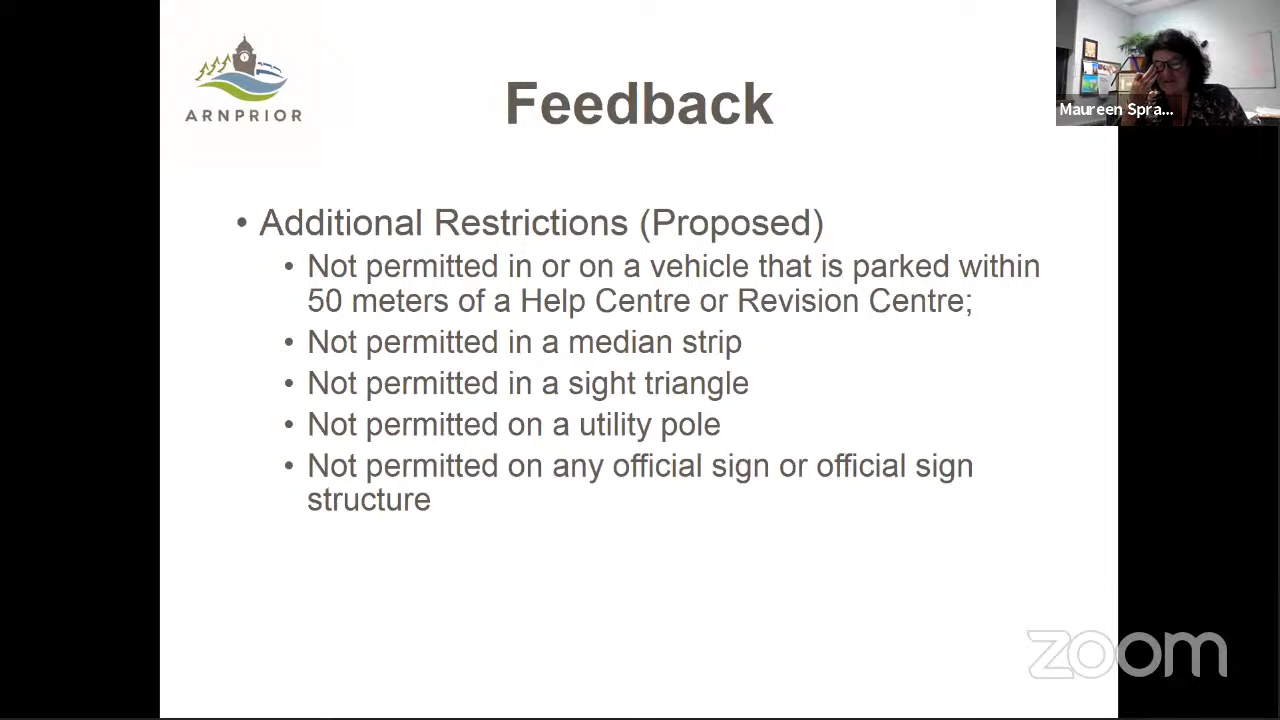 ARNPRIOR
Feedback
Maureen Spra...
• Additional Restrictions (Proposed)
• Not permitted in or on a vehicle that is parked within
50 meters of a Help Centre or Revision Centre;
• Not permitted in a median strip
• Not permitted in a sight triangle
• Not permitted on a utility pole
• Not permitted on any official sign or official sign
structure
zoom